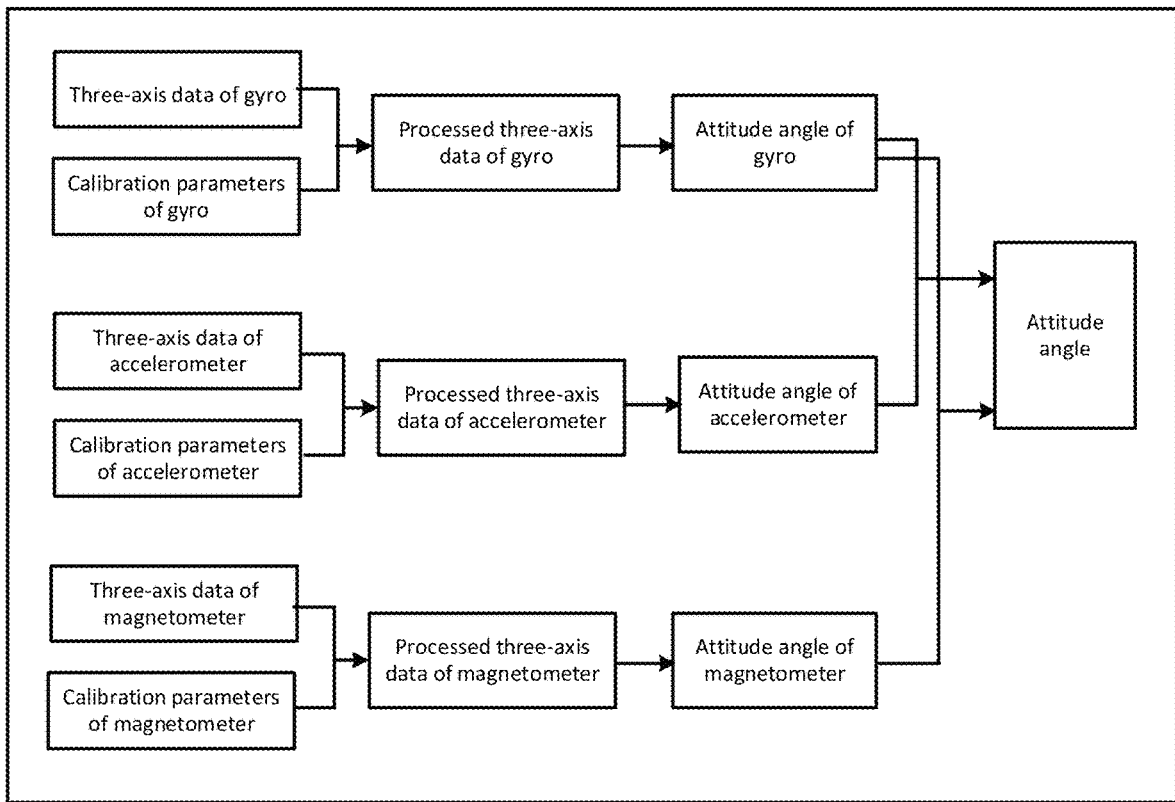 Three-axis data of gyro
Calibration parameters
of gyro
Processed three-axis
data of gyro
Attitude angle of
gyro
Three-axis data of
accelerometer
Calibration parameters
of accelerometer
Processed three-axis
data of accelerometer
Attitude angle of
accelerometer
Three-axis data of
magnetometer
Calibration parameters
of magnetometer
Processed three-axis
data of magnetometer
Attitude angle of
magnetometer
Attitude
angle